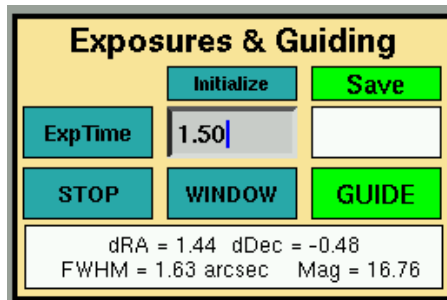 Exposures & Guiding
Initialize Save
ExpTime 1.50
STOP WINDOW GUIDE
dRA = 1.44 dDec = -0.48
FWHM = 1.63 arcsec Mag = 16.76